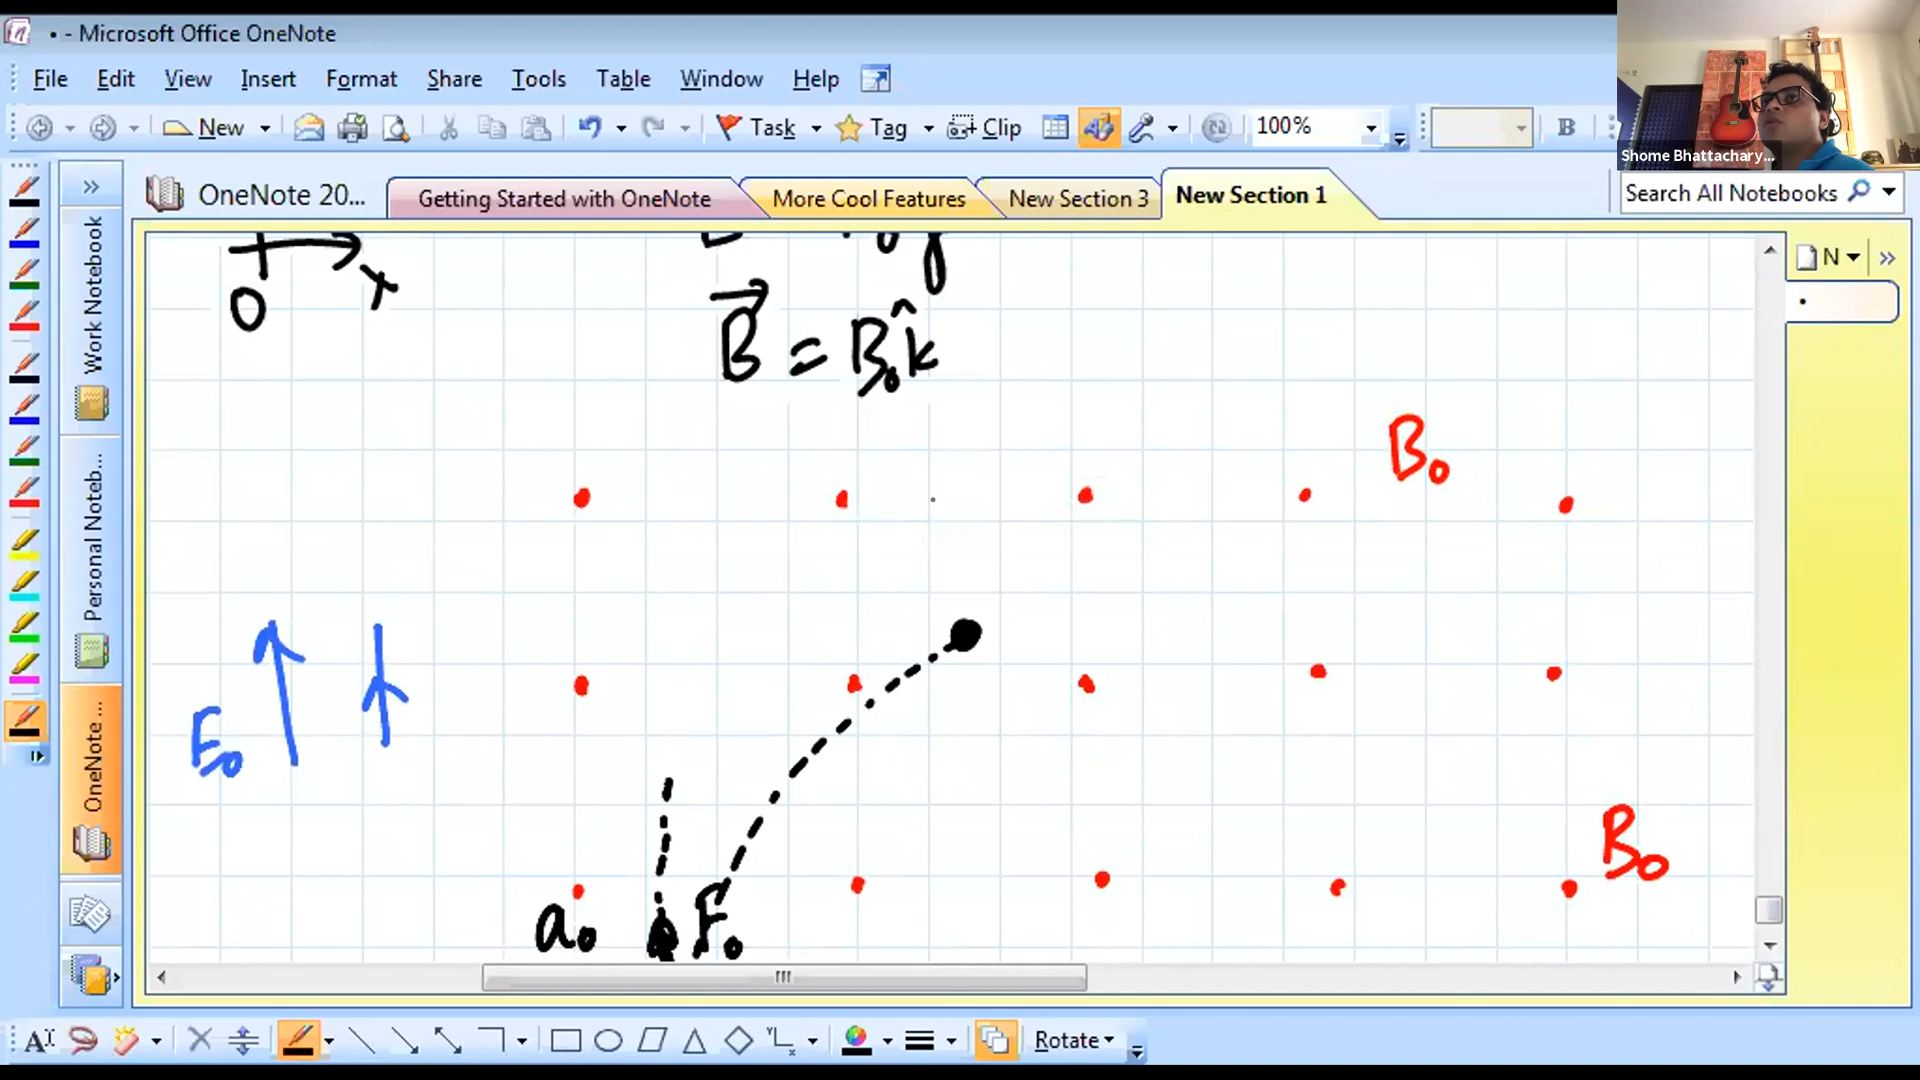 • - Microsoft Office OneNote
File Edit View Insert Format Share Tools Table Window Help
New Task Tag Clip 100% B
Shome Bhattachary...
OneNote 20... Getting Started with OneNote More Cool Features New Section 3 New Section 1
Search All Notebooks
Work Notebook
Personal Noteb...
OneNote ...
N
x
0
B⃗ = B₀k̂
B₀
E₀
B₀
a₀ F₀
Rotate